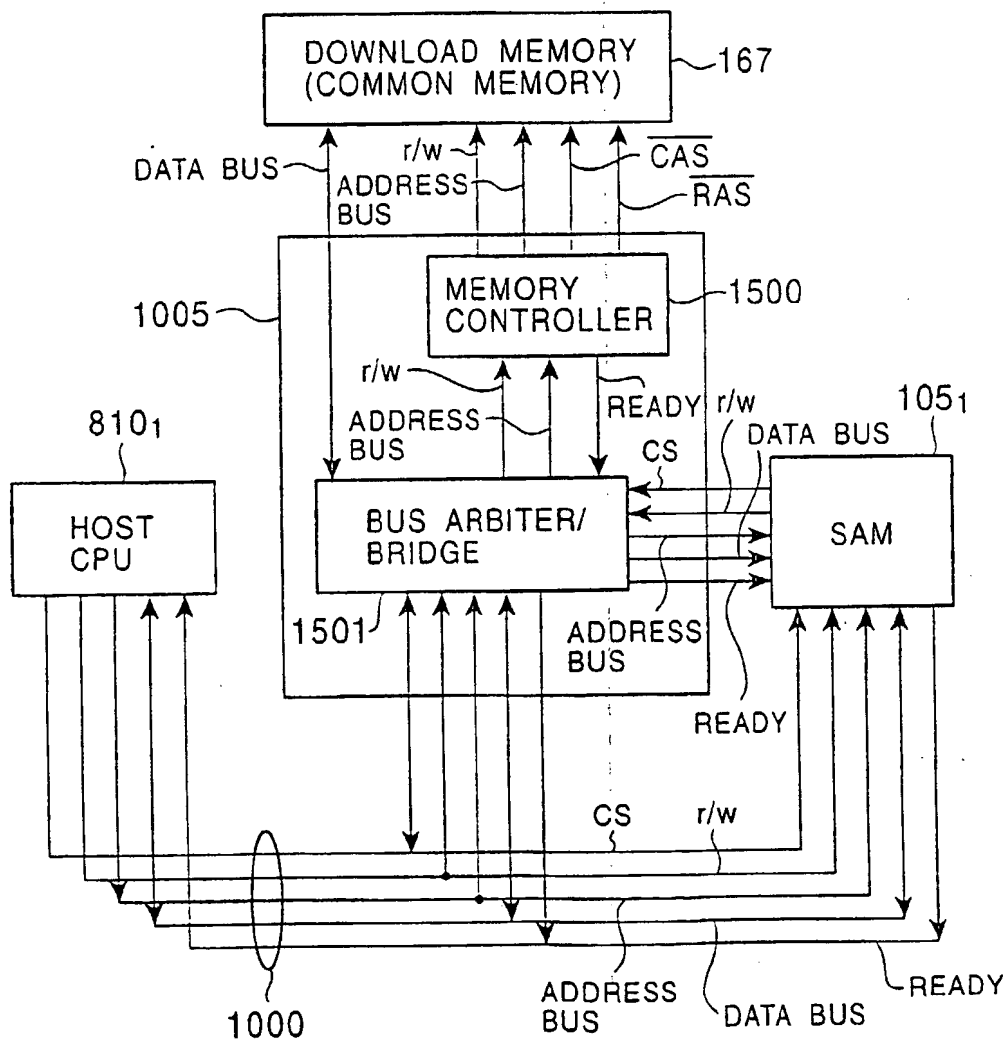 DOWNLOAD MEMORY
(COMMON MEMORY)
167
DATA BUS
r/w
ADDRESS
BUS
CAS
RAS
1005
MEMORY
CONTROLLER
1500
r/w
ADDRESS
BUS
READY
r/w
DATA BUS
105₁
CS
810₁
HOST
CPU
BUS ARBITER/
BRIDGE
SAM
1501
ADDRESS
BUS
READY
CS
r/w
1000
ADDRESS
BUS
DATA BUS
READY